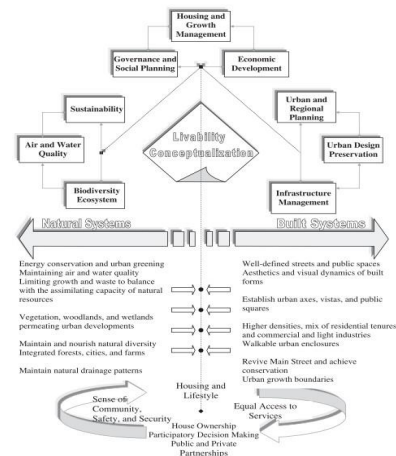 Housing and
Growth
Management
Governance and
Social Planning
Economic
Development
Sustainability
Urban and
Regional
Planning
Livability
Conceptualization
Air and Water
Quality
Urban Design
Preservation
Biodiversity
Ecosystem
Infrastructure
Management
Natural Systems
Built Systems
Energy conservation and urban greening
Maintaining air and water quality
Limiting growth and waste to balance
with the assimilating capacity of natural
resources
Vegetation, woodlands, and wetlands
permeating urban developments
Maintain and nourish natural diversity
Integrated forests, cities, and farms
Maintain natural drainage patterns
Well-defined streets and public spaces
Aesthetics and visual dynamics of built
forms
Establish urban axes, vistas, and public
squares
Higher densities, mix of residential tenures
and commercial and light industries
Walkable urban enclosures
Revive Main Street and achieve
conservation
Urban growth boundaries
Housing and
Lifestyle
Sense of
Community,
Safety, and Security
Equal Access to
Services
House Ownership
Participatory Decision Making
Public and Private
Partnerships